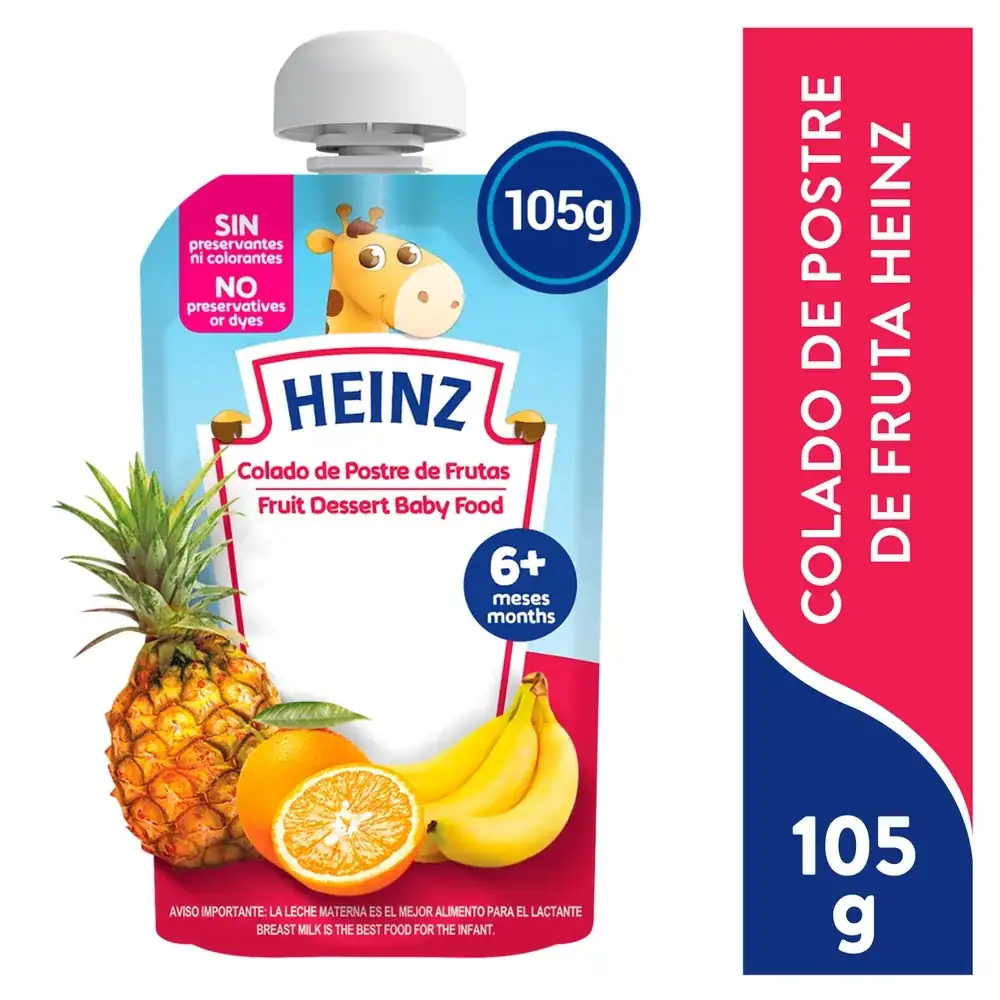 SIN
preservantes
ni colorantes
NO
preservatives
or dyes
105g
HEINZ
Colado de Postre de Frutas
Fruit Dessert Baby Food
6+
meses
months
AVISO IMPORTANTE: LA LECHE MATERNA ES EL MEJOR ALIMENTO PARA EL LACTANTE
BREAST MILK IS THE BEST FOOD FOR THE INFANT.
COLADO DE POSTRE
DE FRUTA HEINZ
105
g